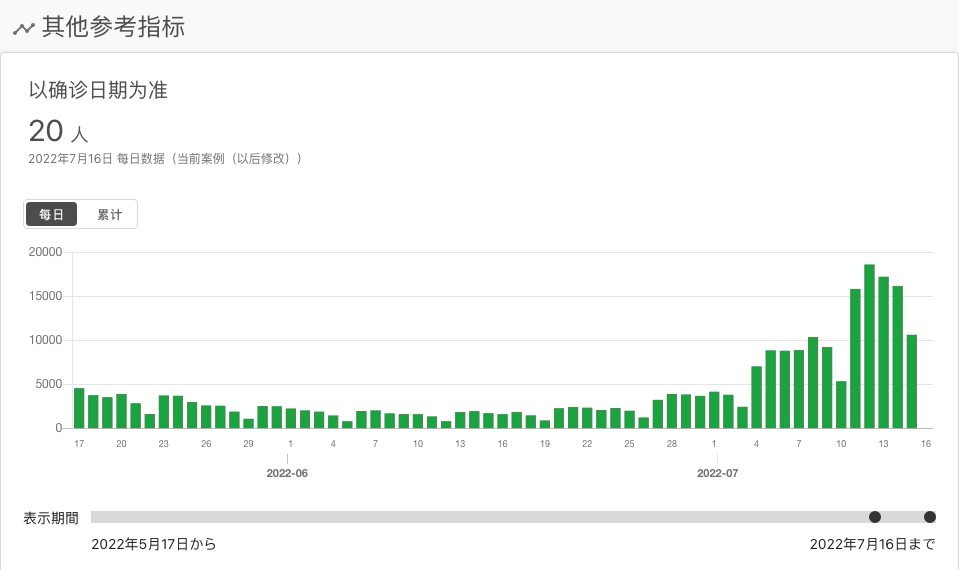 其他参考指标
以确诊日期为准
20 人
2022年7月16日 每日数据（当前案例（以后修改））
每日 累计
20000
15000
10000
5000
0
17 20 23 26 29 1 4 7 10 13 16 19 22 25 28 1 4 7 10 13 16
2022-06 2022-07
表示期間
2022年5月17日から 2022年7月16日まで